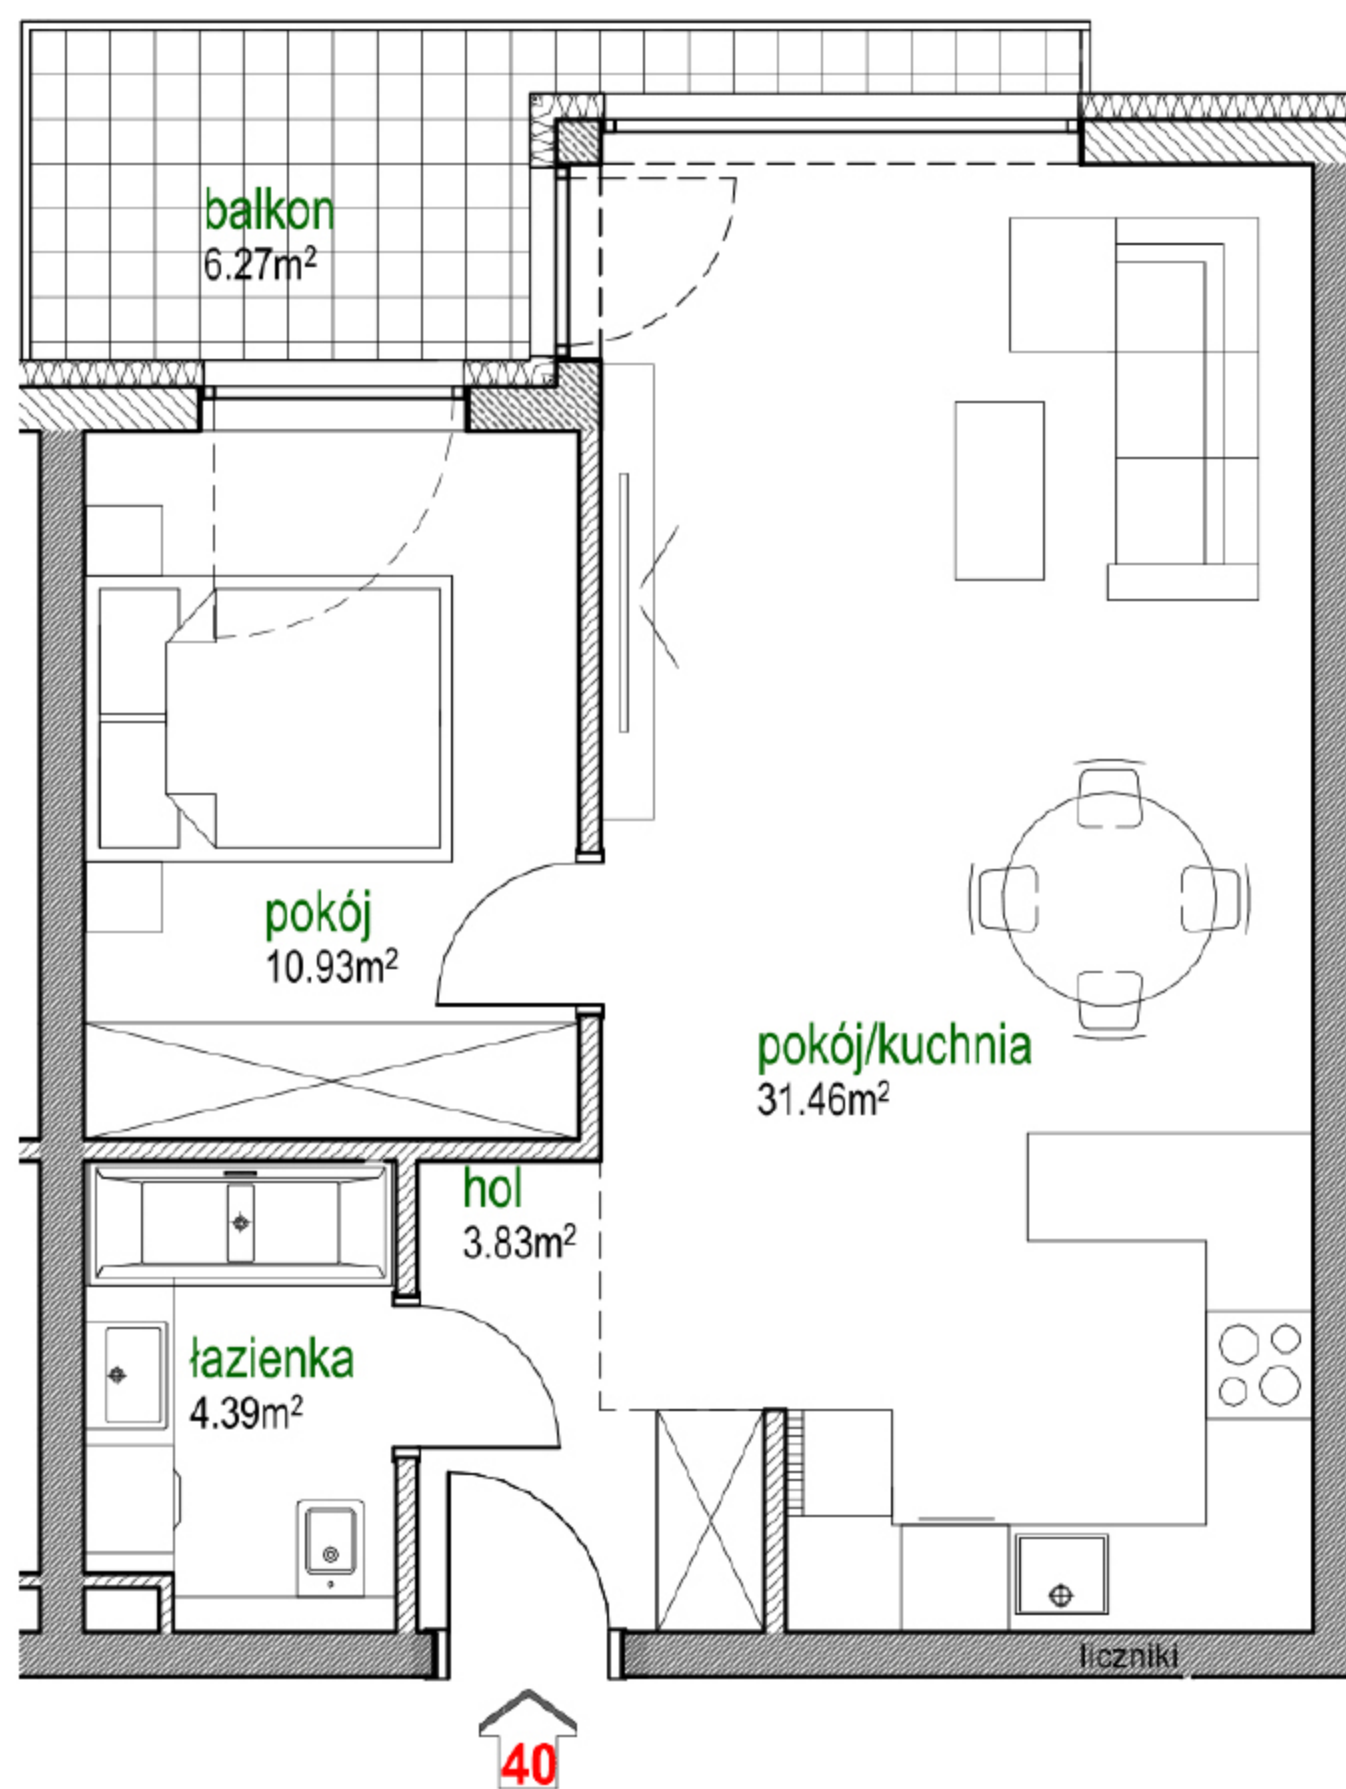 balkon
6.27m²
pokój
10.93m²
pokój/kuchnia
31.46m²
hol
3.83m²
łazienka
4.39m²
liczniki
40